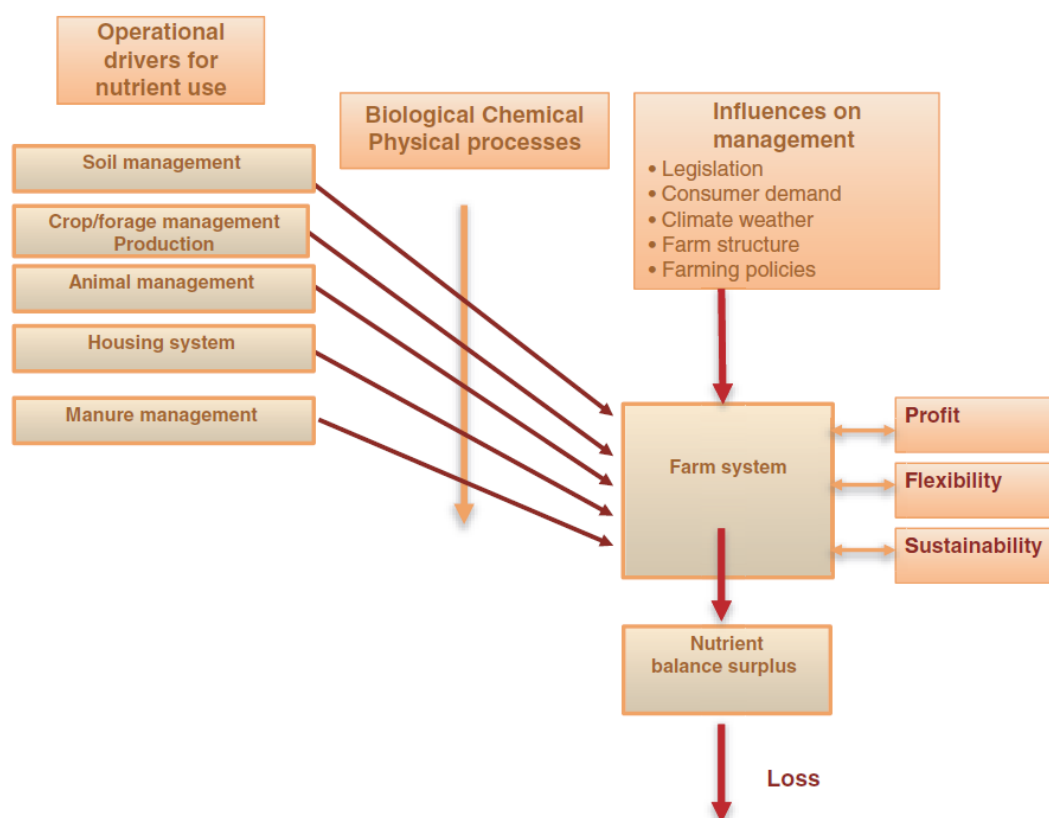 Operational
drivers for
nutrient use
Biological Chemical
Physical processes
Influences on
management
• Legislation
• Consumer demand
• Climate weather
• Farm structure
• Farming policies
Soil management
Crop/forage management
Production
Animal management
Housing system
Manure management
Farm system
Profit
Flexibility
Sustainability
Nutrient
balance surplus
Loss